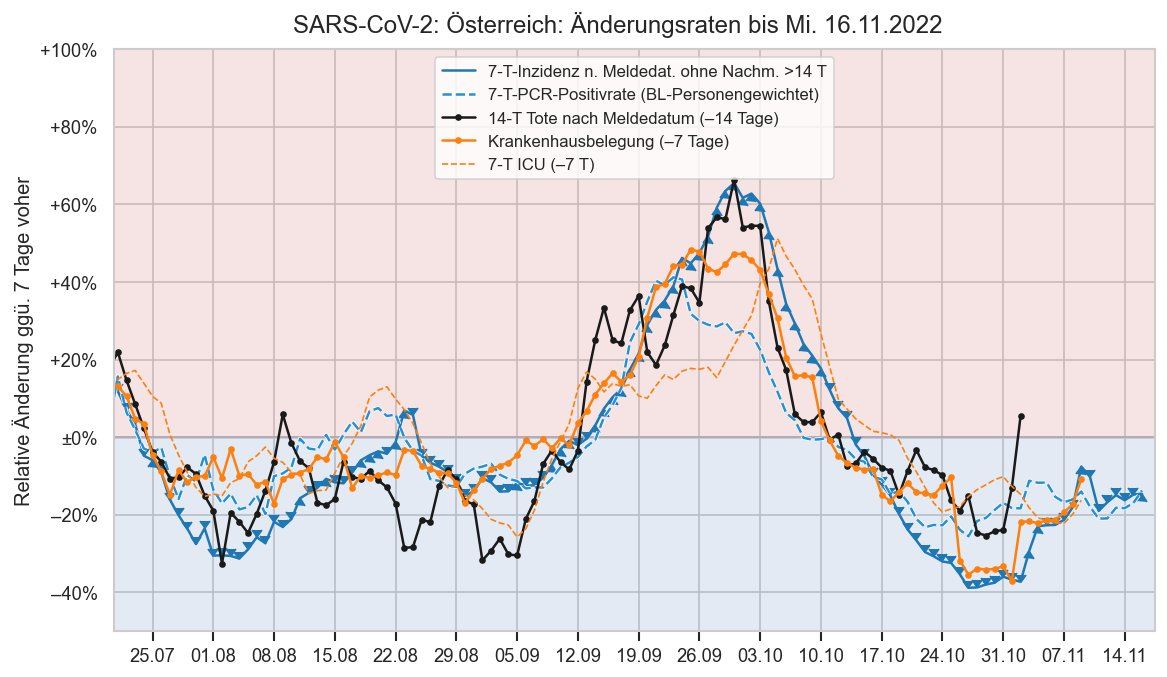 SARS-CoV-2: Österreich: Änderungsraten bis Mi. 16.11.2022
+100%
+80%
+60%
+40%
+20%
±0%
–20%
–40%
Relative Änderung ggü. 7 Tage voher
7-T-Inzidenz n. Meldedat. ohne Nachm. >14 T
7-T-PCR-Positivrate (BL-Personengewichtet)
14-T Tote nach Meldedatum (–14 Tage)
Krankenhausbelegung (–7 Tage)
7-T ICU (–7 T)
25.07 01.08 08.08 15.08 22.08 29.08 05.09 12.09 19.09 26.09 03.10 10.10 17.10 24.10 31.10 07.11 14.11